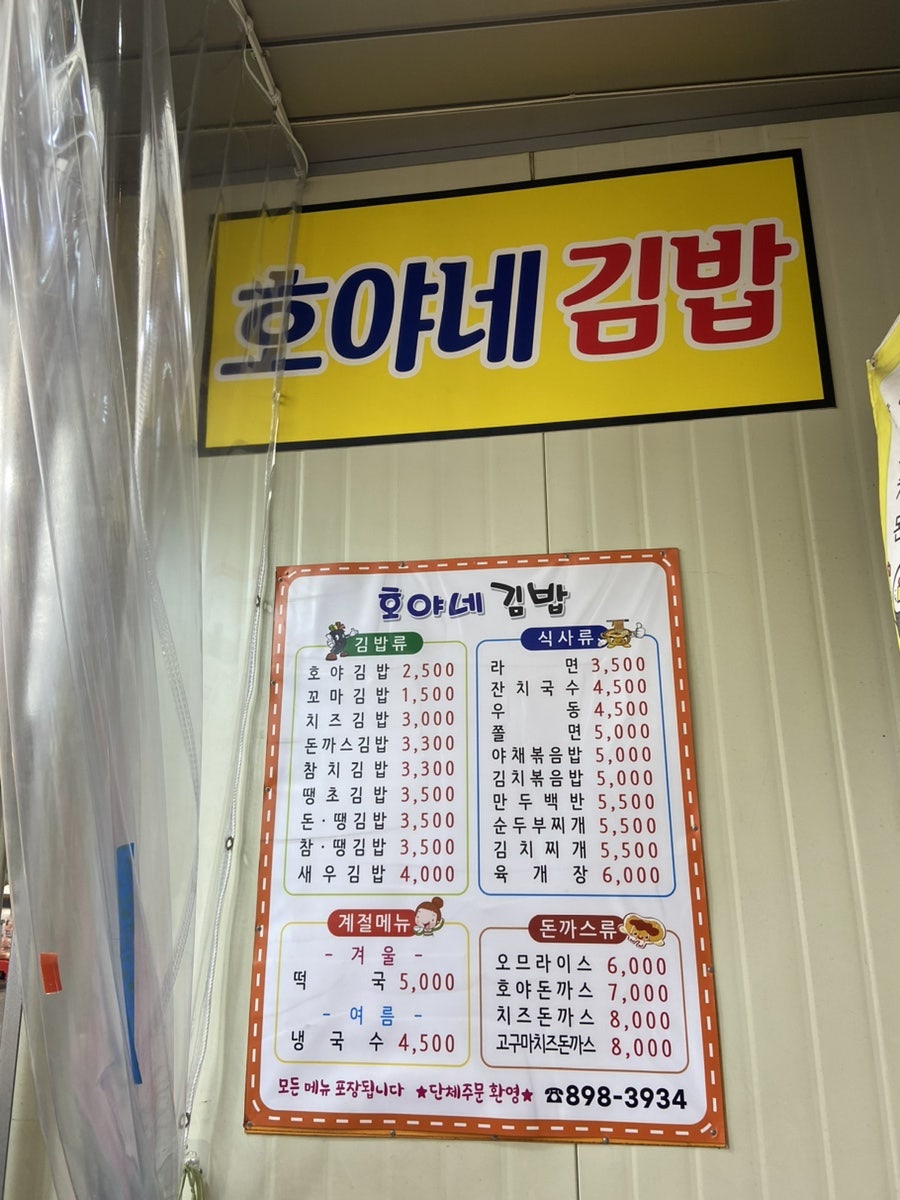 호야네 김밥
호야네 김밥
김밥류
호야김밥 2,500
꼬마김밥 1,500
치즈김밥 3,000
돈까스김밥 3,300
참치김밥 3,300
땡초김밥 3,500
돈·땡김밥 3,500
참·땡김밥 3,500
새우김밥 4,000
식사류
라면 3,500
잔치국수 4,500
우동 4,500
쫄면 5,000
야채볶음밥 5,000
김치볶음밥 5,000
만두백반 5,500
순두부찌개 5,500
김치찌개 5,500
육개장 6,000
계절메뉴
- 겨울 -
떡국 5,000
- 여름 -
냉국수 4,500
돈까스류
오므라이스 6,000
호야돈까스 7,000
치즈돈까스 8,000
고구마치즈돈까스 8,000
모든 메뉴 포장됩니다 ★단체주문 환영★ ☎898-3934